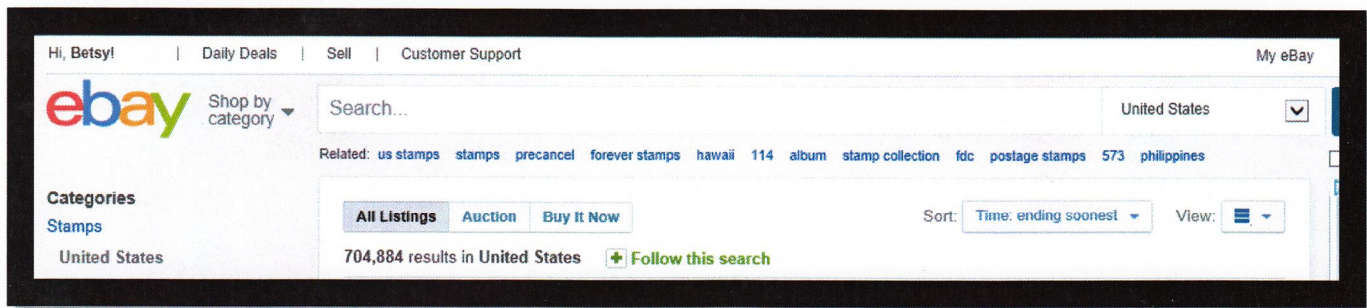 Hi, Betsy! | Daily Deals | Sell | Customer Support My eBay
ebay Shop by category Search... United States
Related: us stamps stamps precancel forever stamps hawaii 114 album stamp collection fdc postage stamps 573 philippines
Categories
Stamps
United States
All Listings Auction Buy It Now Sort: Time: ending soonest View:
704,884 results in United States Follow this search